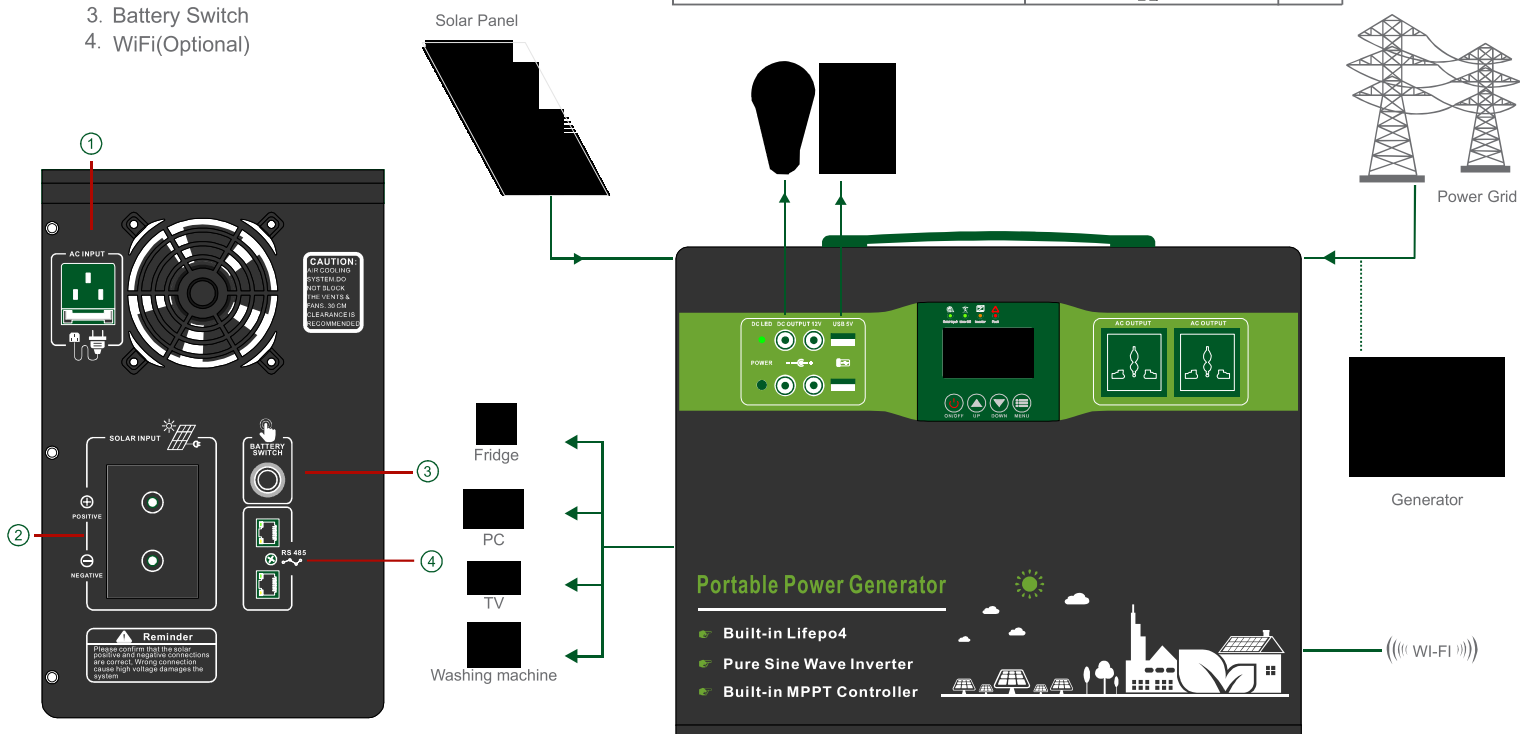 3. Battery Switch
4. WiFi(Optional)
Solar Panel
Power Grid
1
AC INPUT
CAUTION:
AIR COOLING
SYSTEM.DO
NOT BLOCK
THE VENTS &
FANS. 30 CM
CLEARANCE IS
RECOMMENDED
SOLAR INPUT
POSITIVE
NEGATIVE
2
BATTERY
SWITCH
3
RS 485
4
Reminder
Please confirm that the solar
positive and negative connections
are correct, Wrong connection
cause high voltage damages the
system
Fridge
PC
TV
Washing machine
DC LED DC OUTPUT 12V USB 5V
POWER
Inverter Fault
ON/OFF UP DOWN MENU
AC OUTPUT AC OUTPUT
Generator
Portable Power Generator
Built-in Lifepo4
Pure Sine Wave Inverter
Built-in MPPT Controller
WI-FI